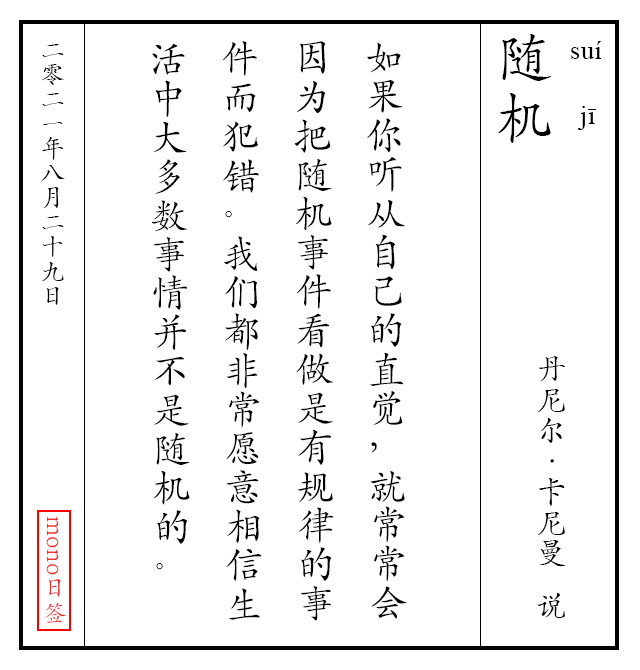 随机
suí
jī
丹尼尔·卡尼曼 说
如果你听从自己的直觉，就常常会
因为把随机事件看做是有规律的事
件而犯错。我们都非常愿意相信生
活中大多数事情并不是随机的。
二零二一年八月二十九日
mono日签